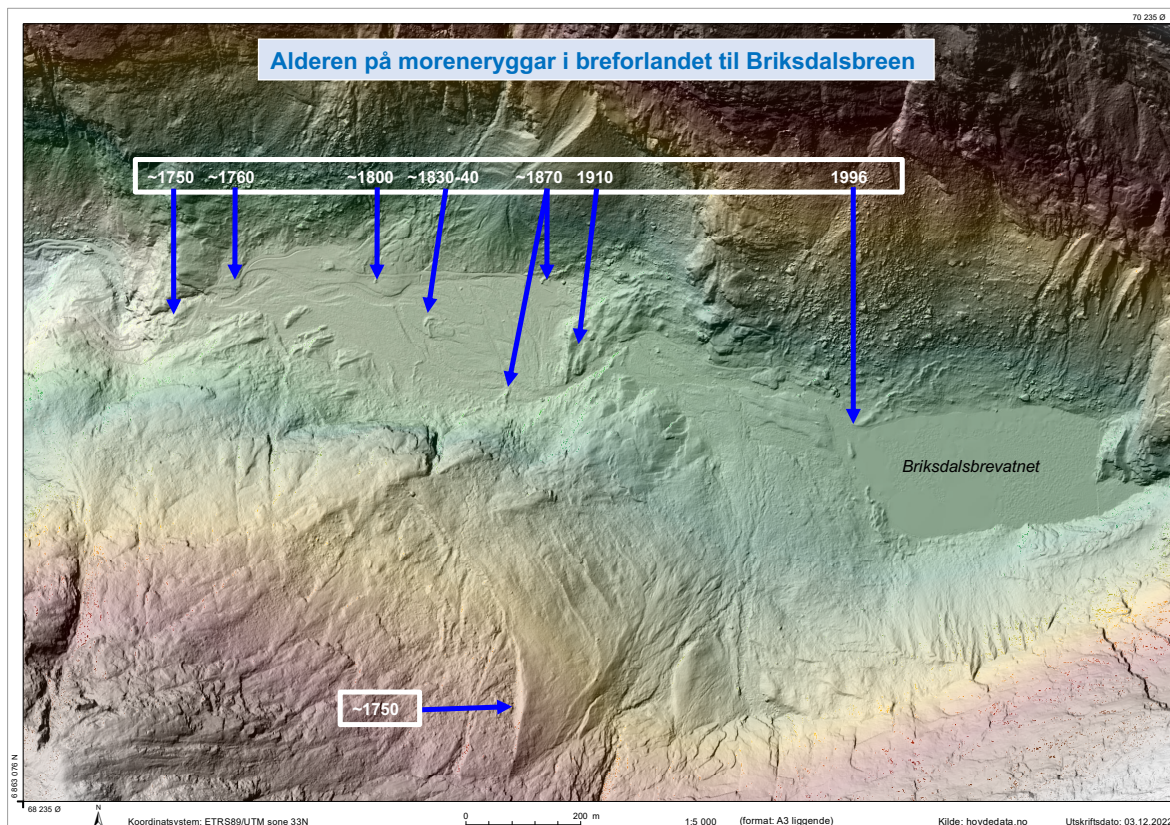 70 235 Ø
Alderen på moreneryggar i breforlandet til Briksdalsbreen
~1750 ~1760 ~1800 ~1830-40 ~1870 1910 1996
Briksdalsbrevatnet
~1750
6 863 076 N
68 235 Ø
N
Koordinatsystem: ETRS89/UTM sone 33N
0 200 m
1:5 000 (format: A3 liggende)
Kilde: hoydedata.no
Utskriftsdato: 03.12.2022